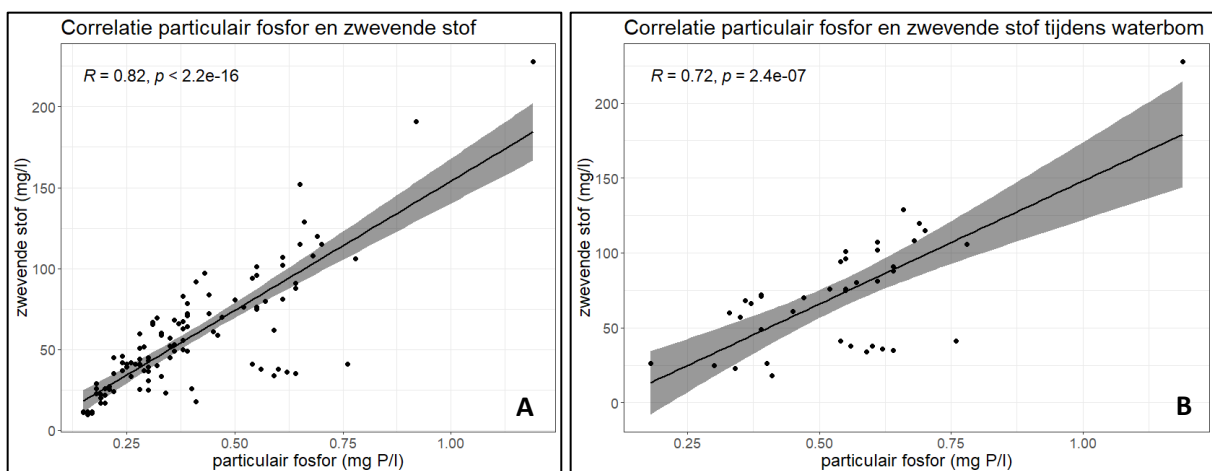 Correlatie particulair fosfor en zwevende stof
R = 0.82, p < 2.2e-16
zwevende stof (mg/l)
200
150
100
50
0
0.25 0.50 0.75 1.00
particulair fosfor (mg P/l)
A
Correlatie particulair fosfor en zwevende stof tijdens waterbom
R = 0.72, p = 2.4e-07
zwevende stof (mg/l)
200
150
100
50
0
0.25 0.50 0.75 1.00
particulair fosfor (mg P/l)
B